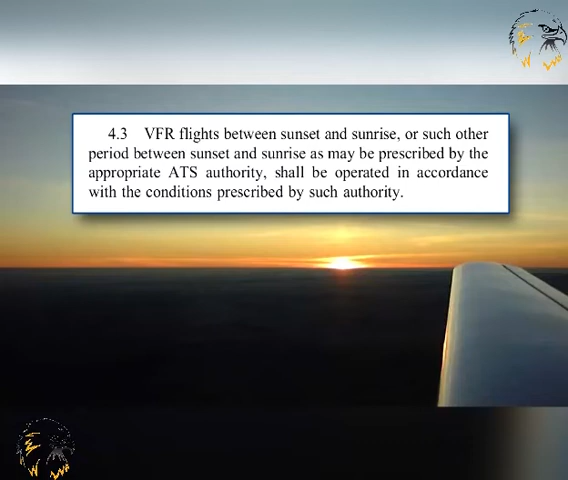 4.3 VFR flights between sunset and sunrise, or such other
period between sunset and sunrise as may be prescribed by the
appropriate ATS authority, shall be operated in accordance
with the conditions prescribed by such authority.